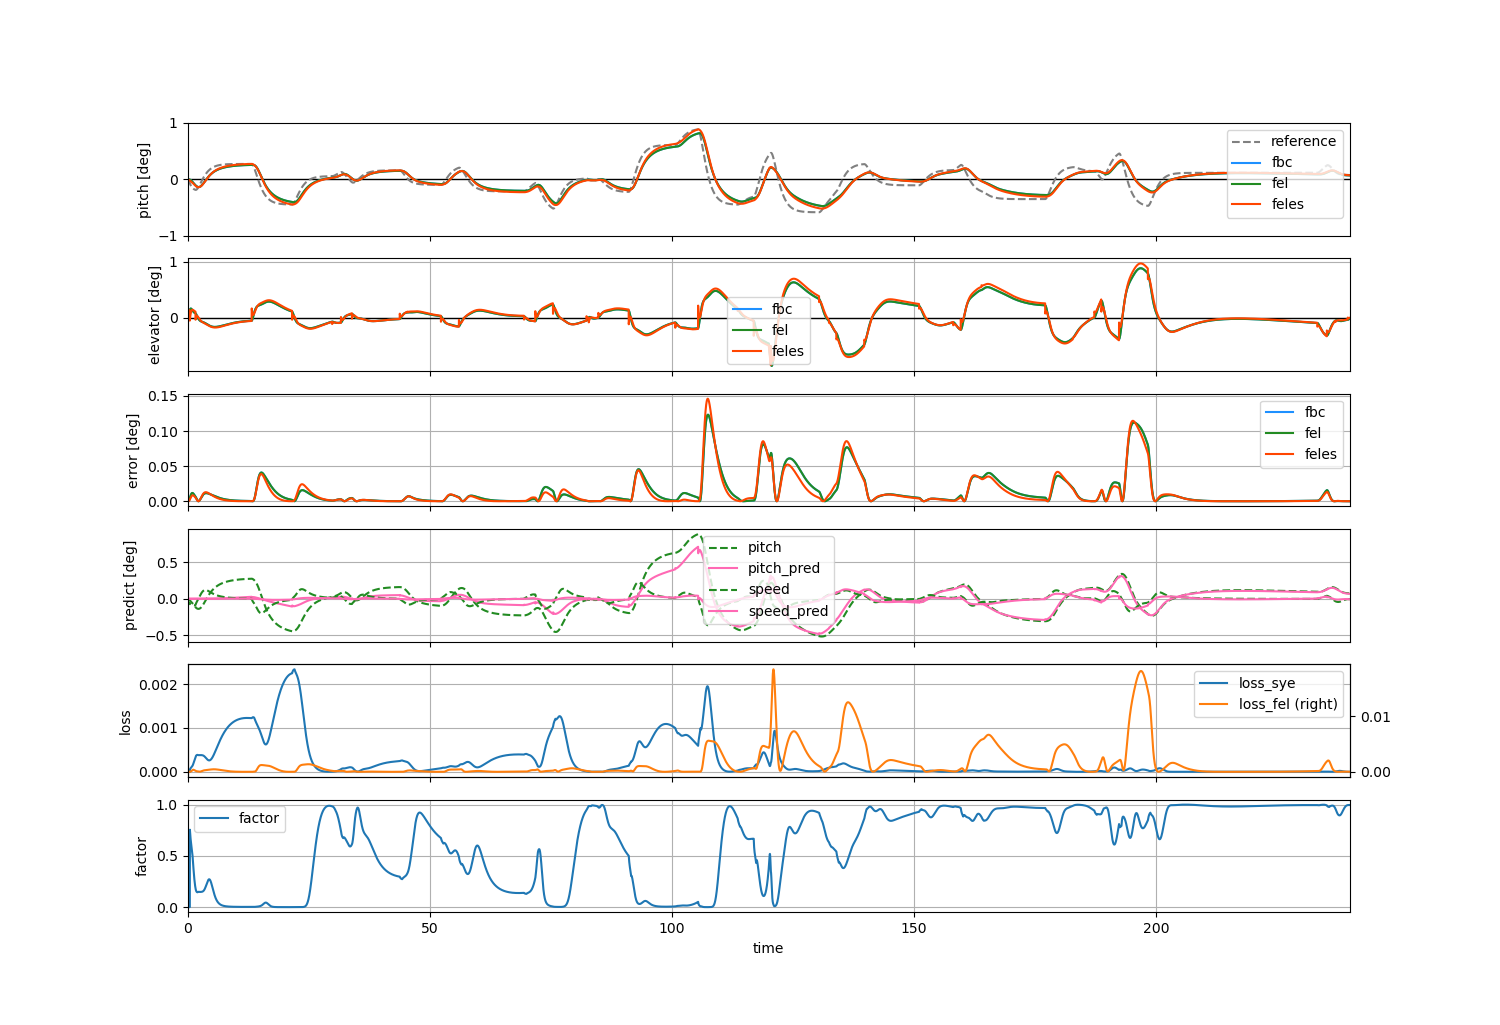 1
0
−1
pitch [deg]
reference
fbc
fel
feles
1
0
elevator [deg]
fbc
fel
feles
0.15
0.10
0.05
0.00
error [deg]
fbc
fel
feles
0.5
0.0
−0.5
predict [deg]
pitch
pitch_pred
speed
speed_pred
0.002
0.001
0.000
loss
loss_sye
loss_fel (right)
0.01
0.00
1.0
0.5
0.0
factor
factor
0
50
100
150
200
time